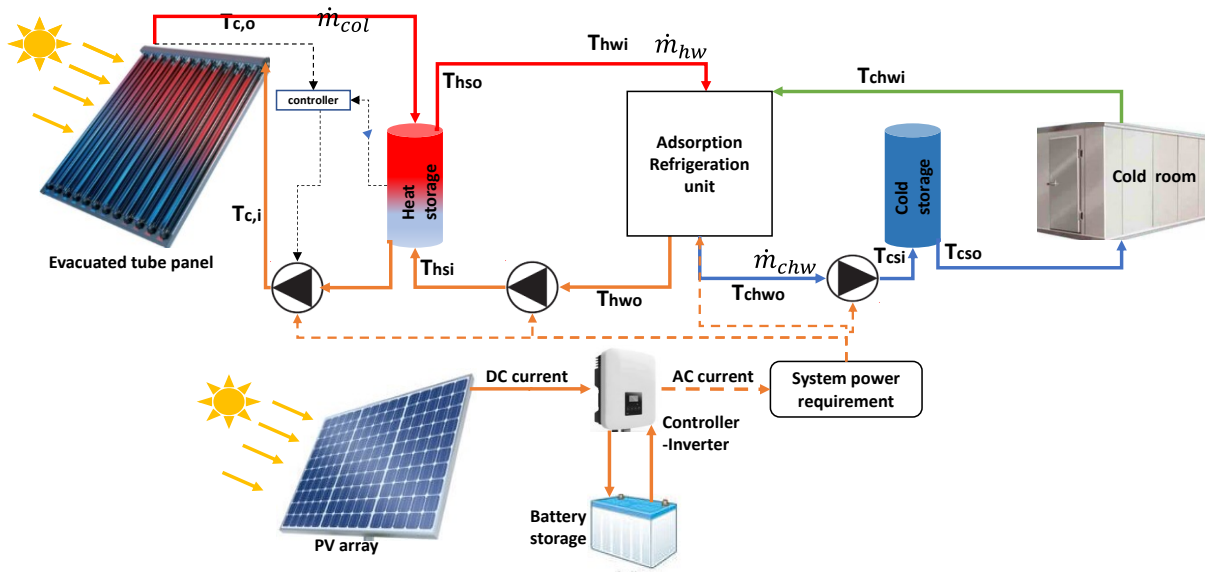 Tc,o
ṁcol
controller
Thso
Thwi
ṁhw
Tchwi
Adsorption
Refrigeration
unit
Heat
storage
Cold
storage
Cold room
Tc,i
Evacuated tube panel
Thsi
Thwo
ṁchw
Tchwo
Tcsi
Tcso
DC current
AC current
System power
requirement
Controller
-Inverter
Battery
storage
PV array